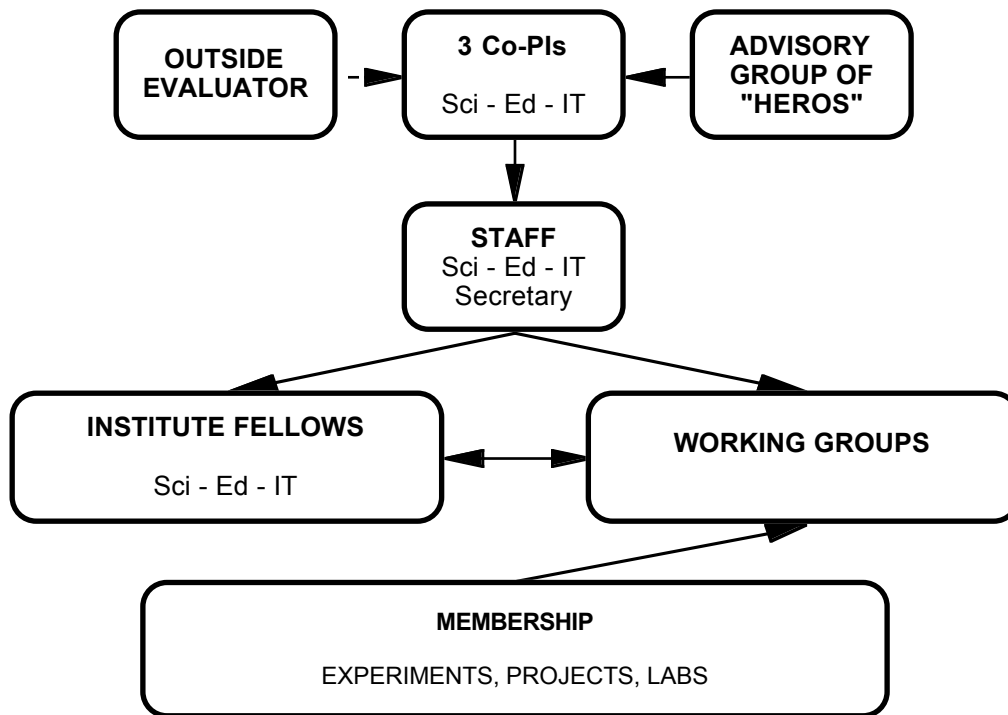 OUTSIDE
EVALUATOR
3 Co-PIs
Sci - Ed - IT
ADVISORY
GROUP OF
"HEROS"
STAFF
Sci - Ed - IT
Secretary
INSTITUTE FELLOWS
Sci - Ed - IT
WORKING GROUPS
MEMBERSHIP
EXPERIMENTS, PROJECTS, LABS